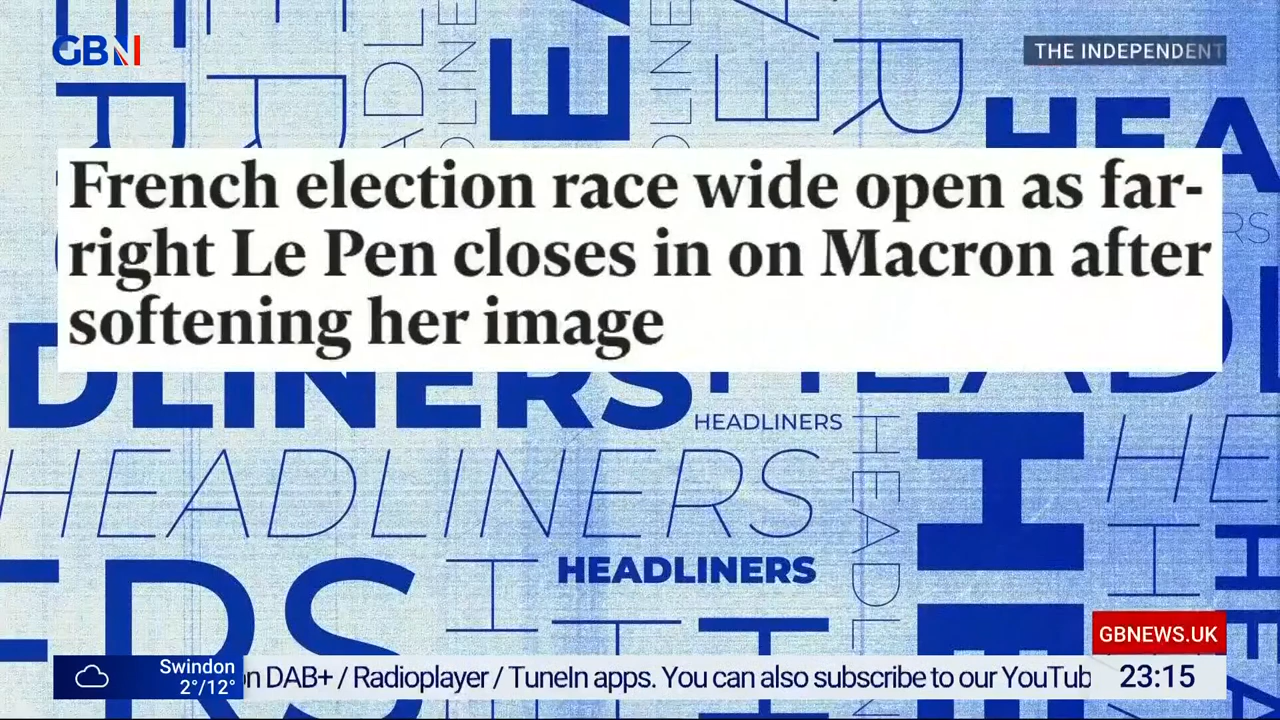 GBN
THE INDEPENDENT
French election race wide open as far-
right Le Pen closes in on Macron after
softening her image
DLINERS
HEADLINERS
HEADLINERS
HEADLINERS
GBNEWS.UK
Swindon
2°/12°
on DAB+ / Radioplayer / TuneIn apps. You can also subscribe to our YouTub
23:15